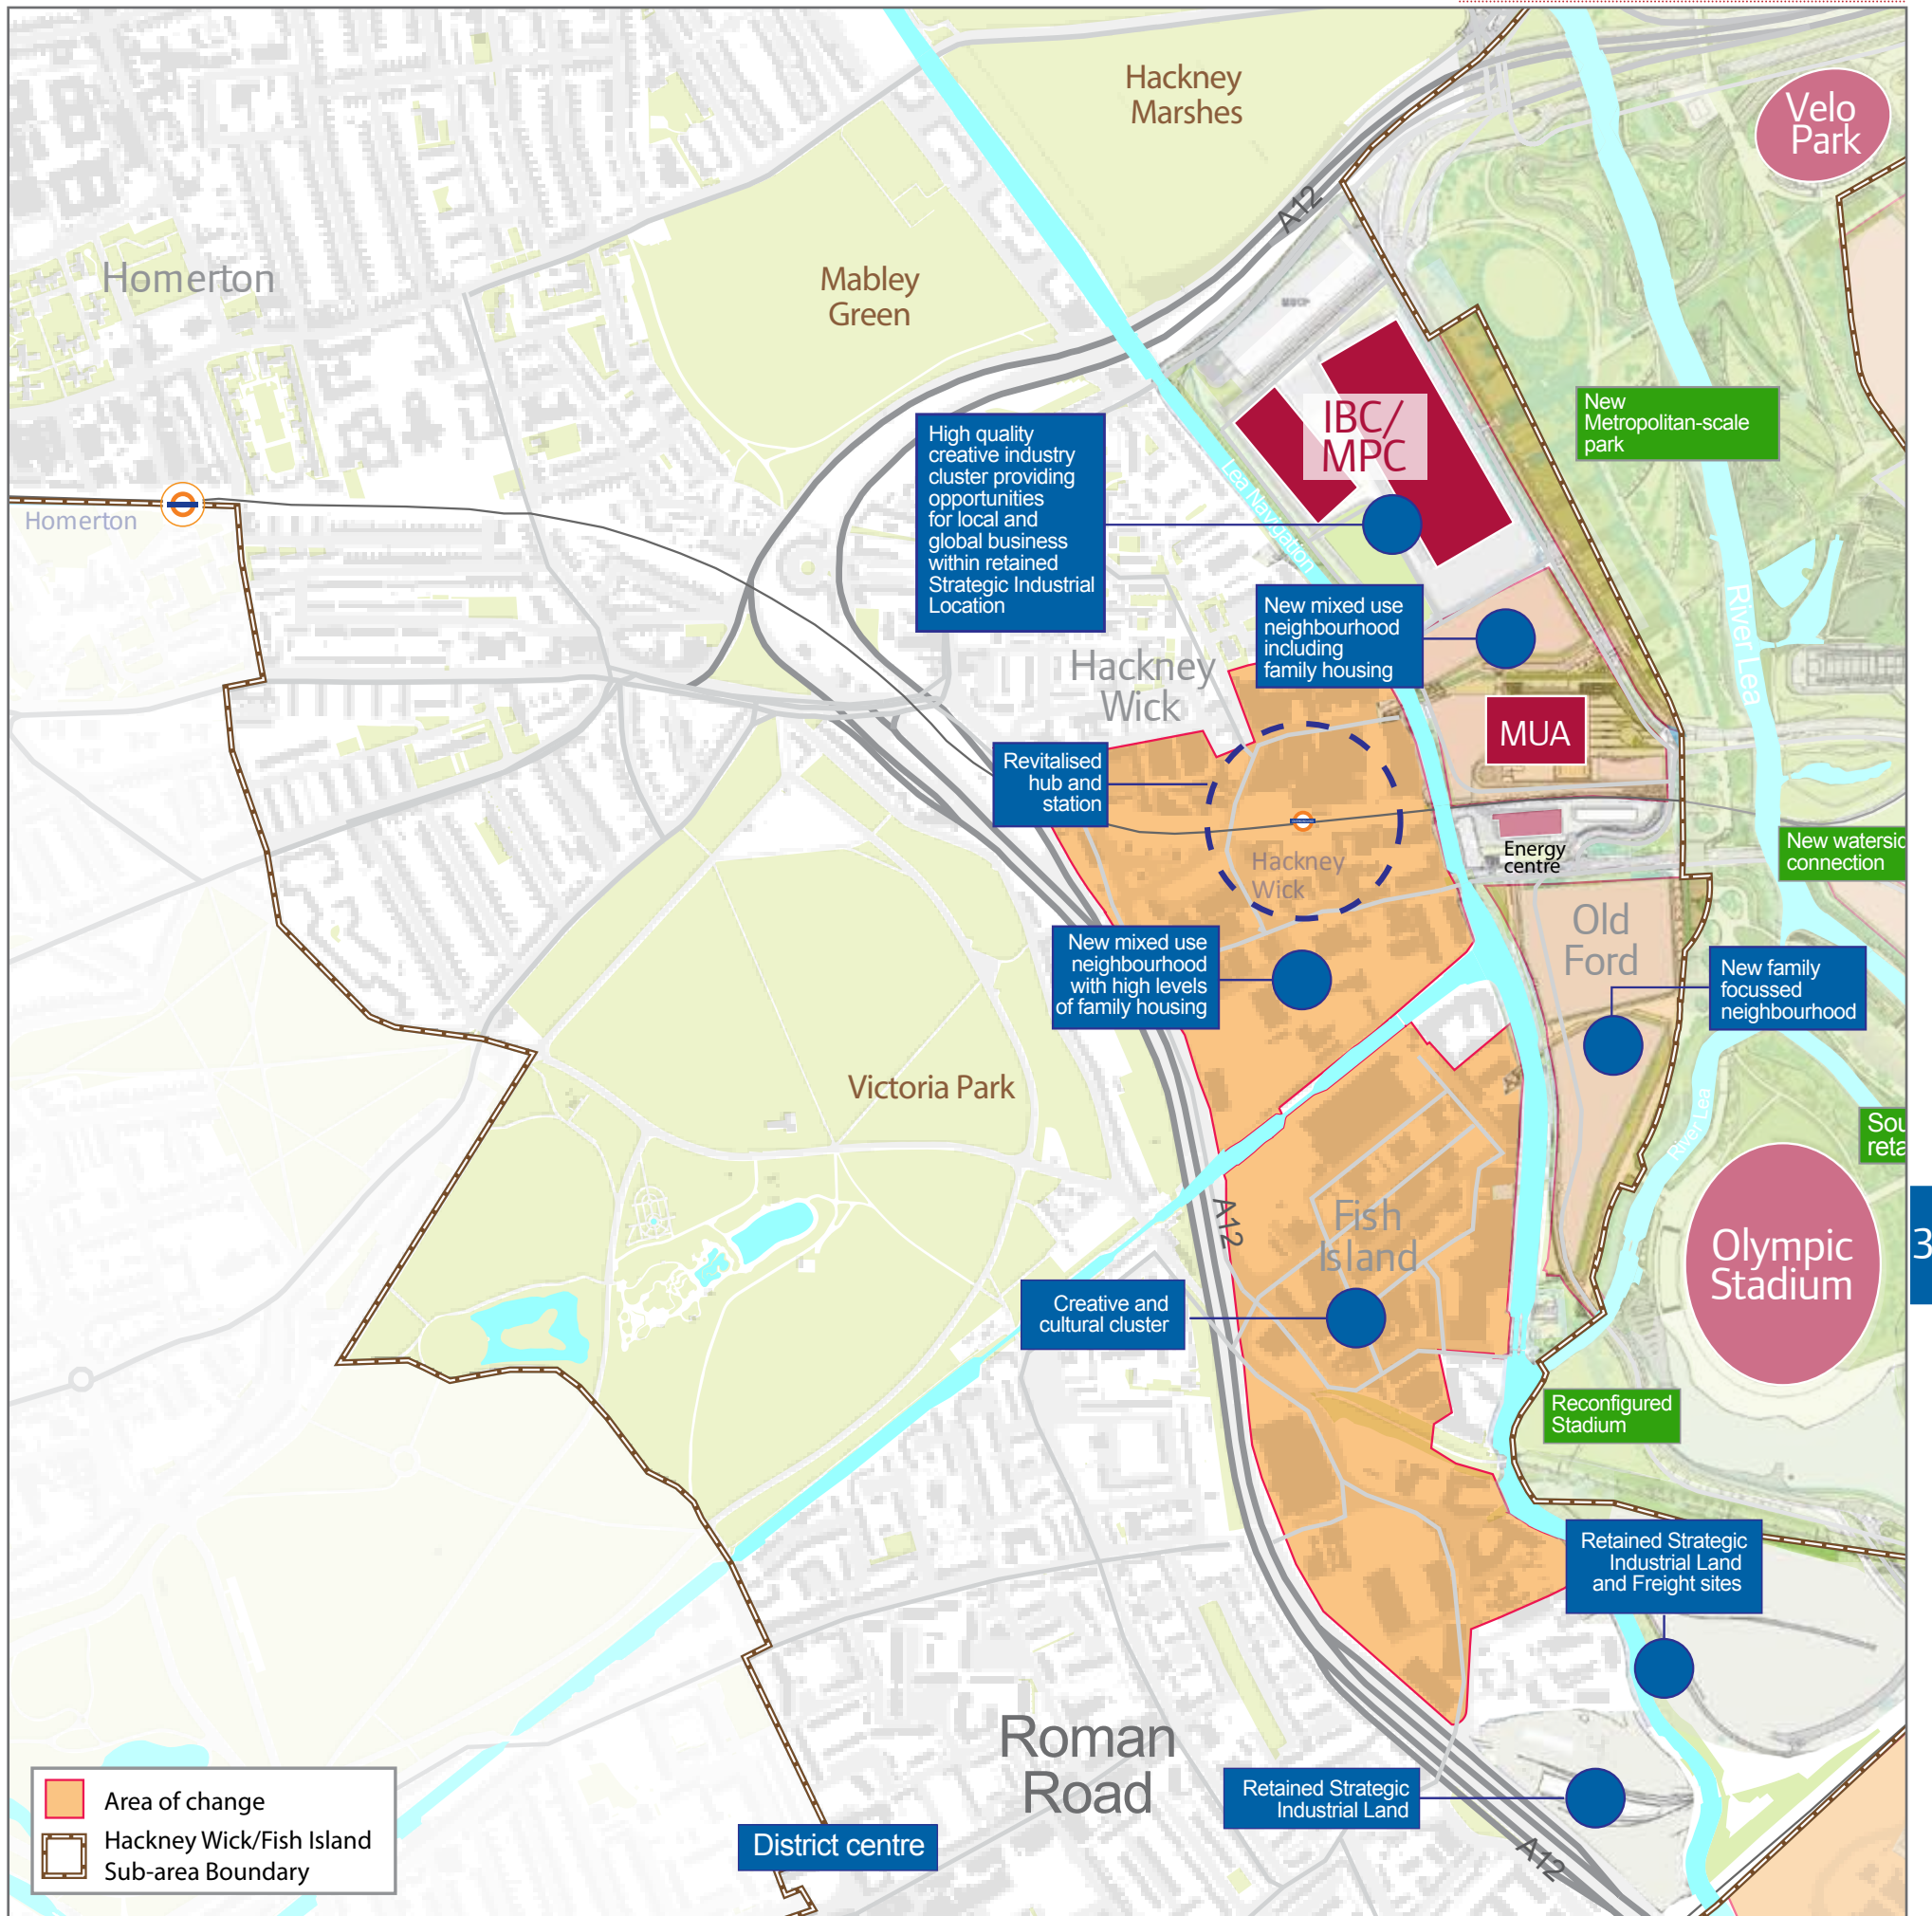 Hackney
Marshes
Velo
Park
A12
Homerton
Mabley
Green
IBC/
MPC
New
Metropolitan-scale
park
High quality
creative industry
cluster providing
opportunities
for local and
global business
within retained
Strategic Industrial
Location
Homerton
Lea Navigation
River Lea
New mixed use
neighbourhood
including
family housing
Hackney
Wick
MUA
Revitalised
hub and
station
Energy
centre
New
connection
Hackney
Wick
Old
Ford
New mixed use
neighbourhood
with high levels
of family housing
New family
focussed
neighbourhood
Victoria Park
River Lea
A12
Fish
Island
Olympic
Stadium
3
Creative and
cultural cluster
Reconfigured
Stadium
Retained Strategic
Industrial Land
and Freight sites
Roman
Road
Retained Strategic
Industrial Land
A12
District centre
Area of change
Hackney Wick/Fish Island
Sub-area Boundary